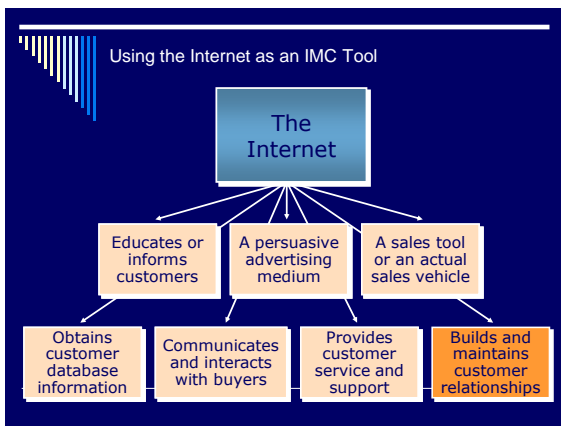 Using the Internet as an IMC Tool
The
Internet
Educates or
informs
customers
A persuasive
advertising
medium
A sales tool
or an actual
sales vehicle
Obtains
customer
database
information
Communicates
and interacts
with buyers
Provides
customer
service and
support
Builds and
maintains
customer
relationships